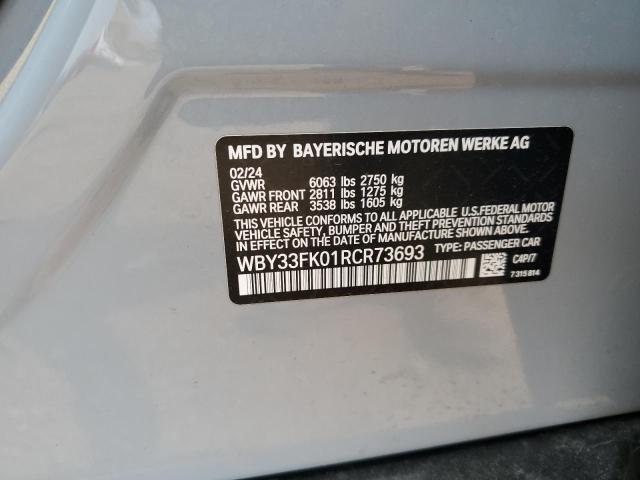 MFD BY BAYERISCHE MOTOREN WERKE AG
02/24
GVWR 6063 lbs 2750 kg
GAWR FRONT 2811 lbs 1275 kg
GAWR REAR 3538 lbs 1605 kg
THIS VEHICLE CONFORMS TO ALL APPLICABLE U.S.FEDERAL MOTOR
VEHICLE SAFETY, BUMPER, AND THEFT PREVENTION STANDARDS
IN EFFECT ON THE DATE OF MANUFACTURE SHOWN ABOVE.
WBY33FK01RCR73693 TYPE: PASSENGER CAR
C4P/7
7315814